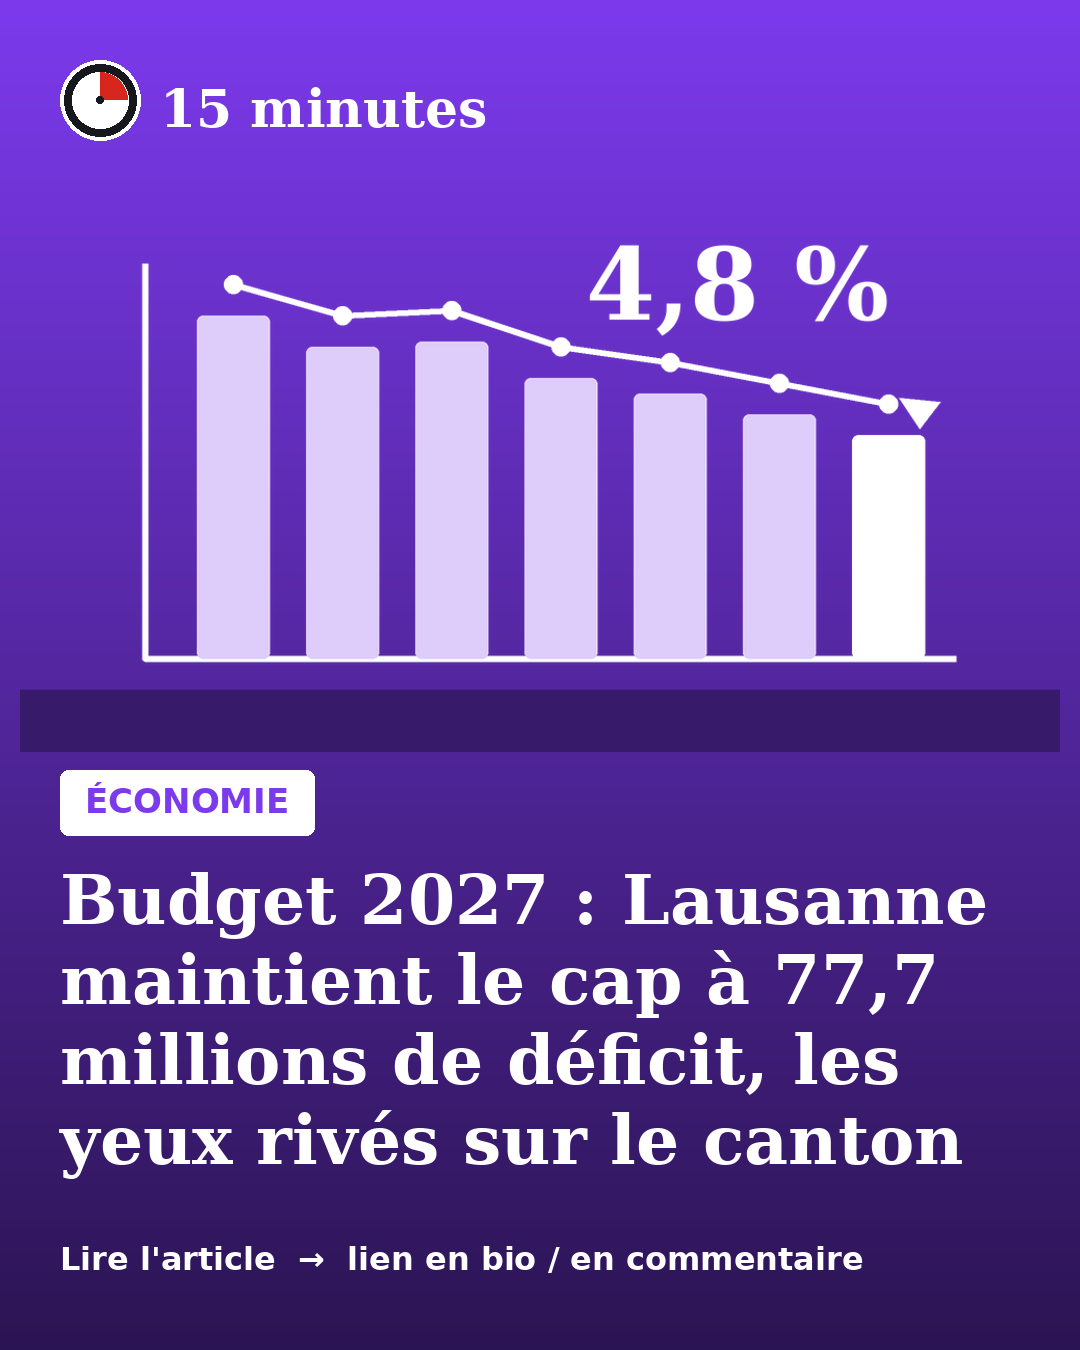 15 minutes
4,8 %
ÉCONOMIE
Budget 2027 : Lausanne
maintient le cap à 77,7
millions de déficit, les
yeux rivés sur le canton
Lire l'article → lien en bio / en commentaire